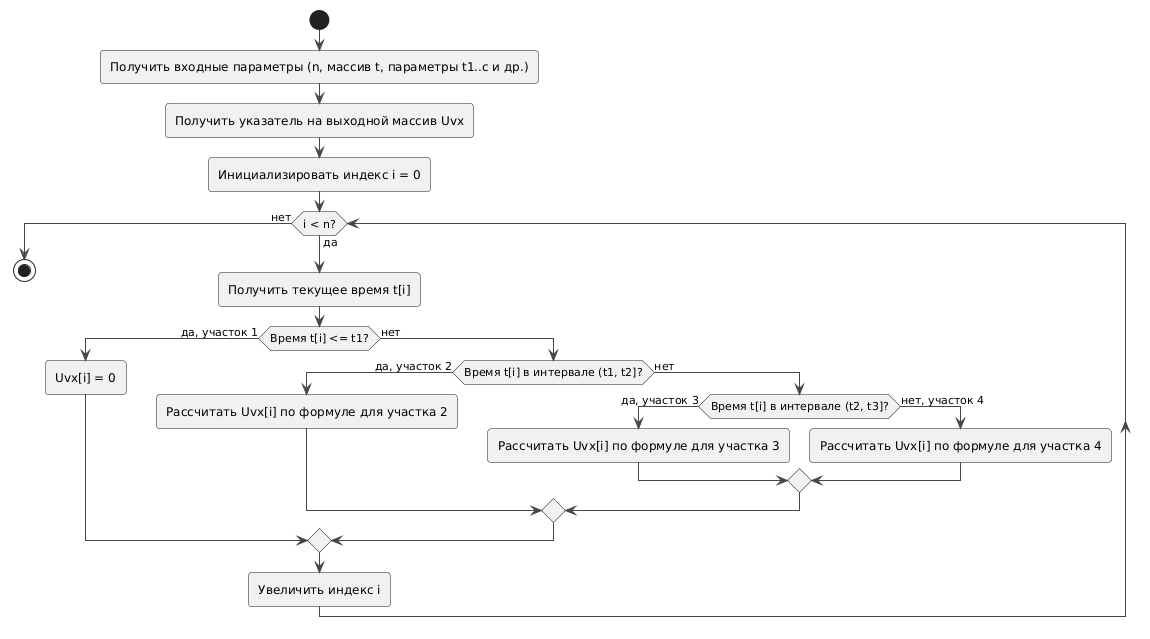 Получить входные параметры (n, массив t, параметры t1..c и др.)
Получить указатель на выходной массив Uvx
Инициализировать индекс i = 0
нет
i < n?
да
Получить текущее время t[i]
да, участок 1
Время t[i] <= t1?
нет
Uvx[i] = 0
да, участок 2
Время t[i] в интервале (t1, t2]?
нет
Рассчитать Uvx[i] по формуле для участка 2
да, участок 3
Время t[i] в интервале (t2, t3]?
нет, участок 4
Рассчитать Uvx[i] по формуле для участка 3
Рассчитать Uvx[i] по формуле для участка 4
Увеличить индекс i